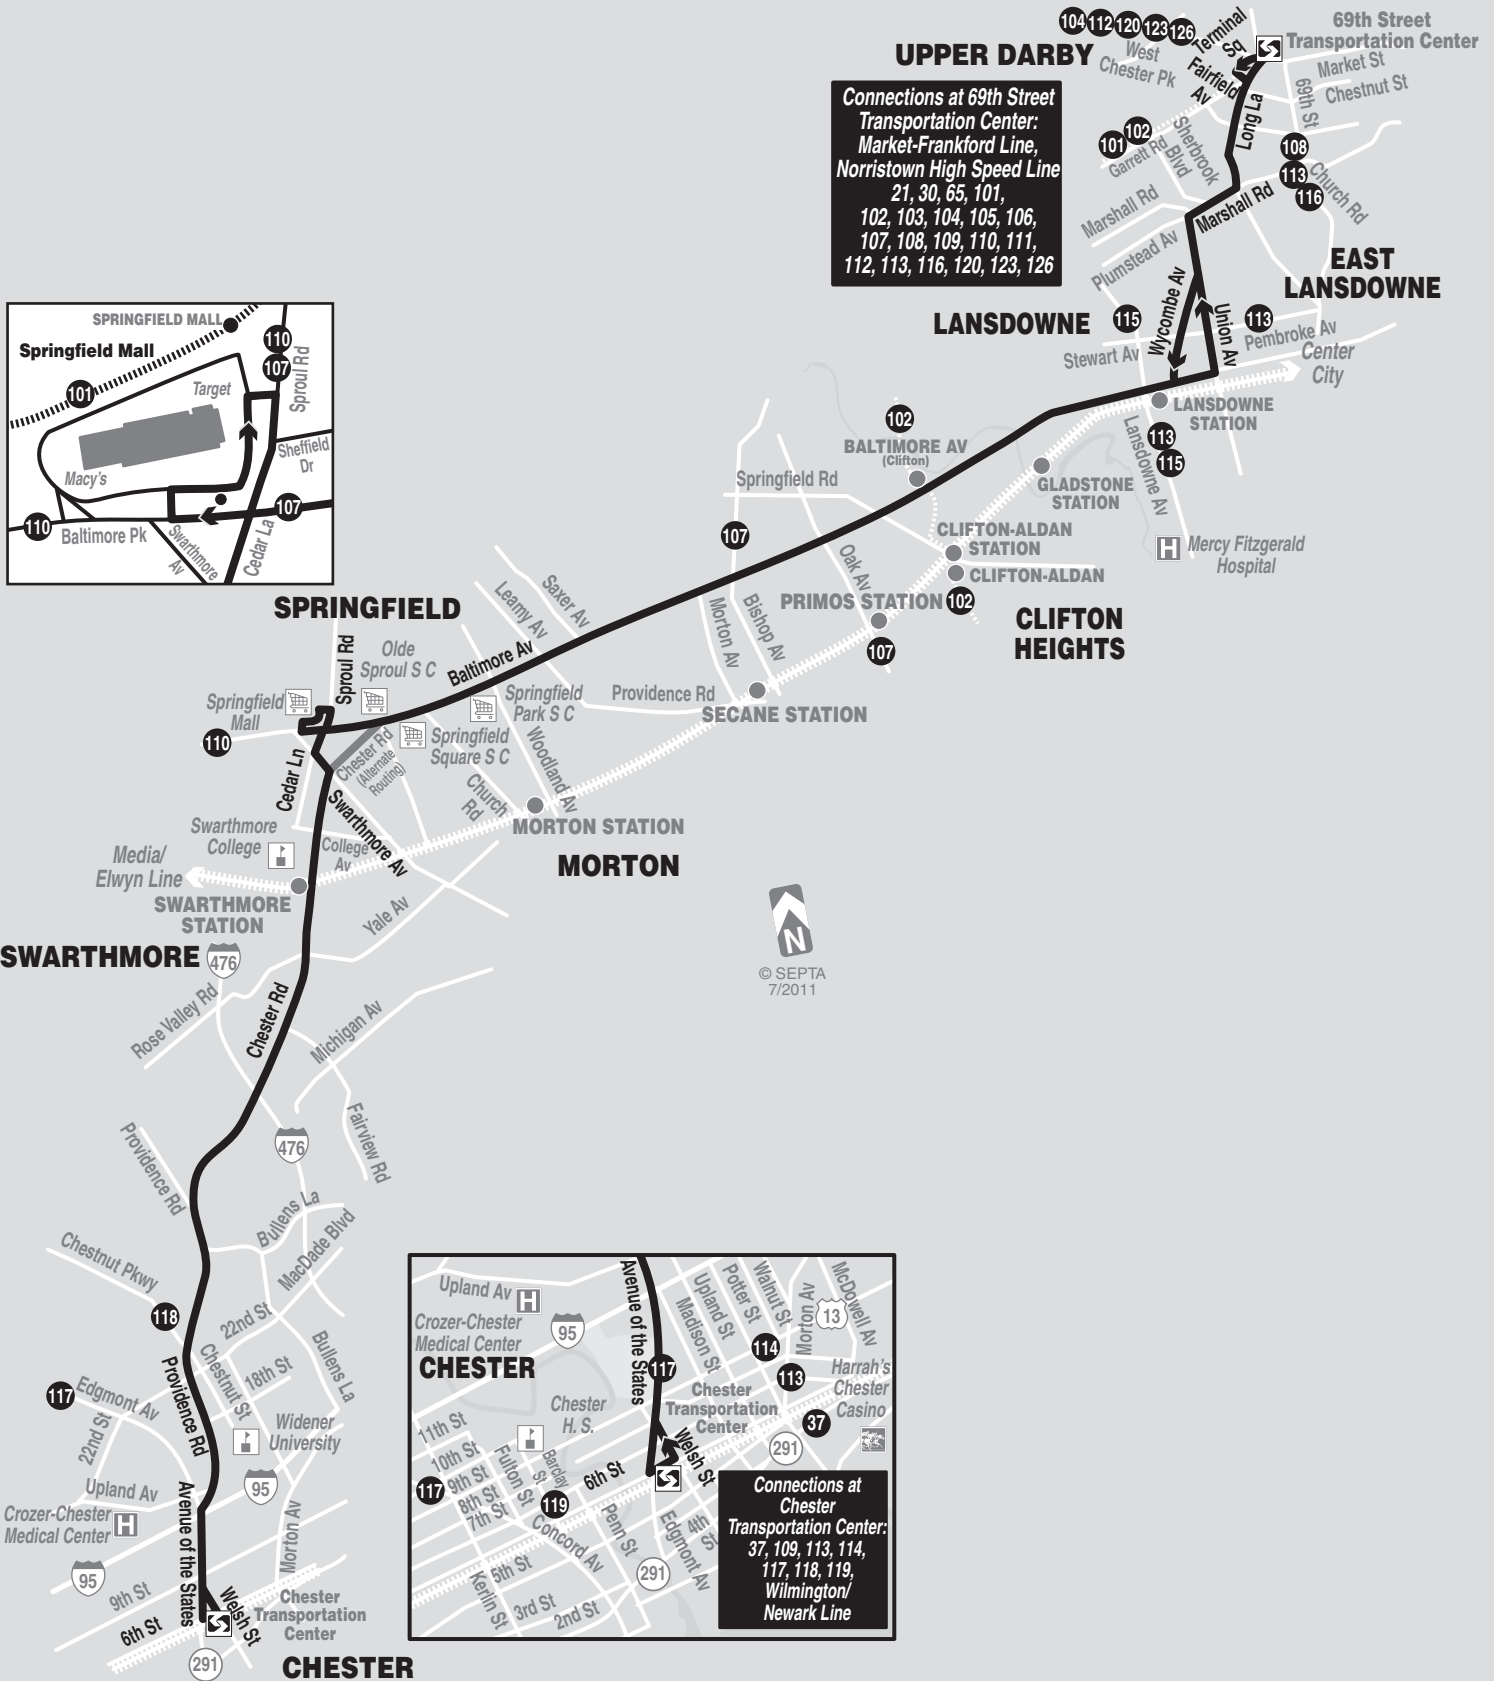 104
112
120
123
126
Terminal
Sq
69th Street
Transportation Center
UPPER DARBY
West
Chester Pk
Fairfield
Av
Market St
Chestnut St
69th St
Long La
Connections at 69th Street
Transportation Center:
Market-Frankford Line,
Norristown High Speed Line
21, 30, 65, 101,
102, 103, 104, 105, 106,
107, 108, 109, 110, 111,
112, 113, 116, 120, 123, 126
101
102
Garrett Rd
Sherbrook
Blvd
108
113
116
Church Rd
Marshall Rd
Marshall Rd
Plumstead Av
EAST
LANSDOWNE
LANSDOWNE
115
Wycombe Av
Union Av
113
Pembroke Av
Stewart Av
Center
City
LANSDOWNE
STATION
Lansdowne Av
113
115
SPRINGFIELD MALL
Springfield Mall
110
107
Sproul Rd
101
Target
Sheffield
Dr
Macy's
107
110
Baltimore Pk
Swarthmore
Av
Cedar La
102
BALTIMORE AV
(Clifton)
Springfield Rd
GLADSTONE
STATION
107
CLIFTON-ALDAN
STATION
Mercy Fitzgerald
Hospital
H
Oak Av
CLIFTON-ALDAN
PRIMOS STATION
102
CLIFTON
HEIGHTS
107
SPRINGFIELD
Saxer Av
Leamy Av
Morton Av
Bishop Av
Sproul Rd
Olde
Sproul S C
Baltimore Av
Springfield
Mall
Springfield
Park S C
Providence Rd
SECANE STATION
110
Springfield
Square S C
Chester Rd
(Alternate
Routing)
Cedar Ln
Woodland Av
Church
Rd
Swarthmore Av
Swarthmore
College
College
Av
MORTON STATION
Media/
Elwyn Line
MORTON
SWARTHMORE
STATION
Yale Av
SWARTHMORE
476
N
© SEPTA
7/2011
Rose Valley Rd
Chester Rd
Michigan Av
476
Fairview Rd
Providence Rd
Bullens La
MacDade Blvd
Chestnut Pkwy
118
22nd St
Chestnut St
18th St
Bullens La
117
Edgmont Av
Providence Rd
22nd St
Widener
University
Upland Av
95
Crozer-Chester
Medical Center
H
Avenue of the States
Morton Av
95
9th St
Welsh St
Chester
Transportation
Center
6th St
291
CHESTER
Upland Av
H
Crozer-Chester
Medical Center
95
CHESTER
Avenue of the States
117
Madison St
Upland St
Potter St
Walnut St
Morton Av
13
McDowell Av
114
113
Harrah's
Chester
Casino
Chester
H. S.
Chester
Transportation
Center
37
291
11th St
10th St
9th St
8th St
7th St
117
Fulton St
Barclay
St
119
6th St
Welsh St
Concord Av
Penn St
Edgmont Av
4th
St
5th St
Kerlin St
3rd St
2nd St
291
Connections at
Chester
Transportation Center:
37, 109, 113, 114,
117, 118, 119,
Wilmington/
Newark Line